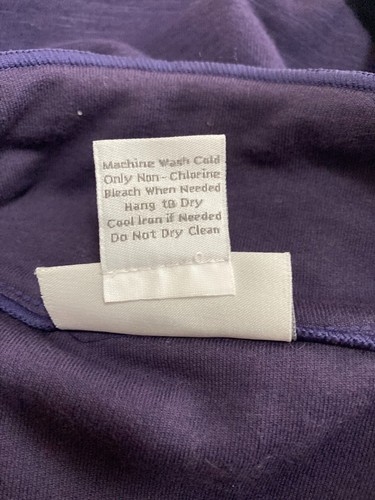 Machine Wash Cold
Only Non-Chlorine
Bleach When Needed
Hang to Dry
Cool Iron if Needed
Do Not Dry Clean